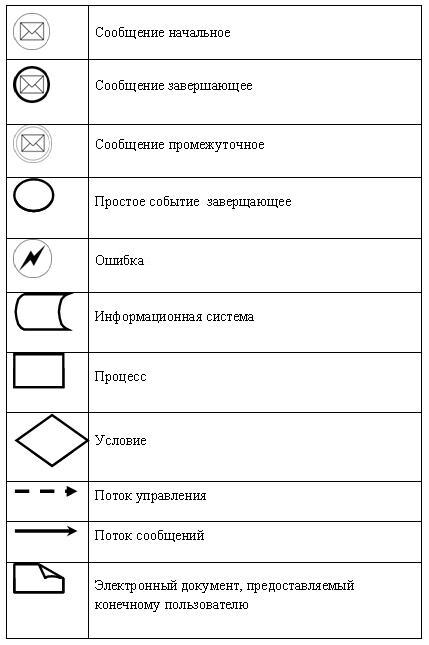 Сообщение начальное
Сообщение завершающее
Сообщение промежуточное
Простое событие заверщающее
Ошибка
Информационная система
Процесс
Условие
Поток управления
Поток сообщений
Электронный документ, предоставляемый
конечному пользователю